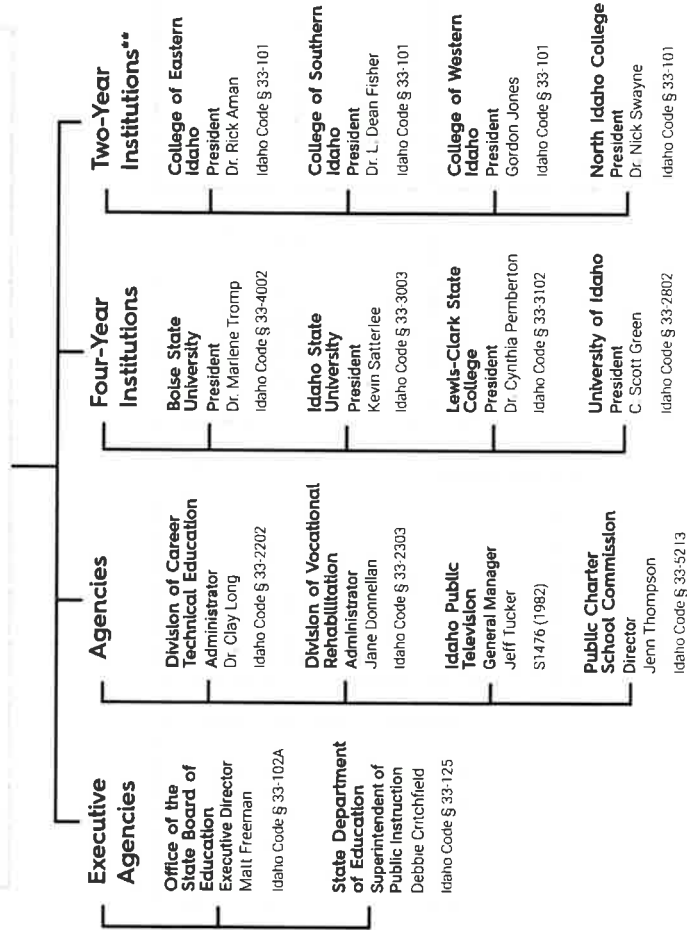 Executive
Agencies
Office of the
State Board of
Education
Executive Director
Matt Freeman
Idaho Code § 33-102A
State Department
of Education
Superintendent of
Public Instruction
Debbie Critchfield
Idaho Code § 33-125
Agencies
Division of Career
Technical Education
Administrator
Dr. Clay Long
Idaho Code § 33-2202
Division of Vocational
Rehabilitation
Administrator
Jane Donnellan
Idaho Code § 33-2303
Idaho Public
Television
General Manager
Jeff Tucker
S1476 (1982)
Public Charter
School Commission
Director
Jenn Thompson
Idaho Code § 33-5213
Four-Year
Institutions
Boise State
University
President
Dr. Marlene Tromp
Idaho Code § 33-4002
Idaho State
University
President
Kevin Satterlee
Idaho Code § 33-3003
Lewis-Clark State
College
President
Dr. Cynthia Pemberton
Idaho Code § 33-3102
University of Idaho
President
C. Scott Green
Idaho Code § 33-2802
Two-Year
Institutions**
College of Eastern
Idaho
President
Dr. Rick Aman
Idaho Code § 33-101
College of Southern
Idaho
President
Dr. L. Dean Fisher
Idaho Code § 33-101
College of Western
Idaho
President
Gordon Jones
Idaho Code § 33-101
North Idaho College
President
Dr. Nick Swayne
Idaho Code § 33-101